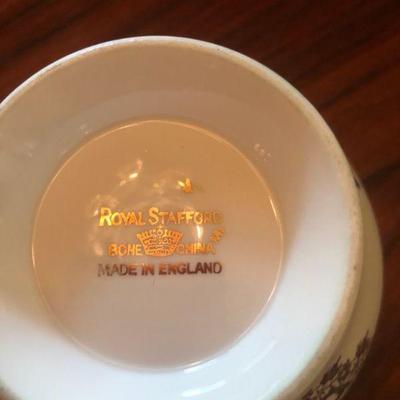 ROYAL STAFFORD
BONE CHINA
MADE IN ENGLAND